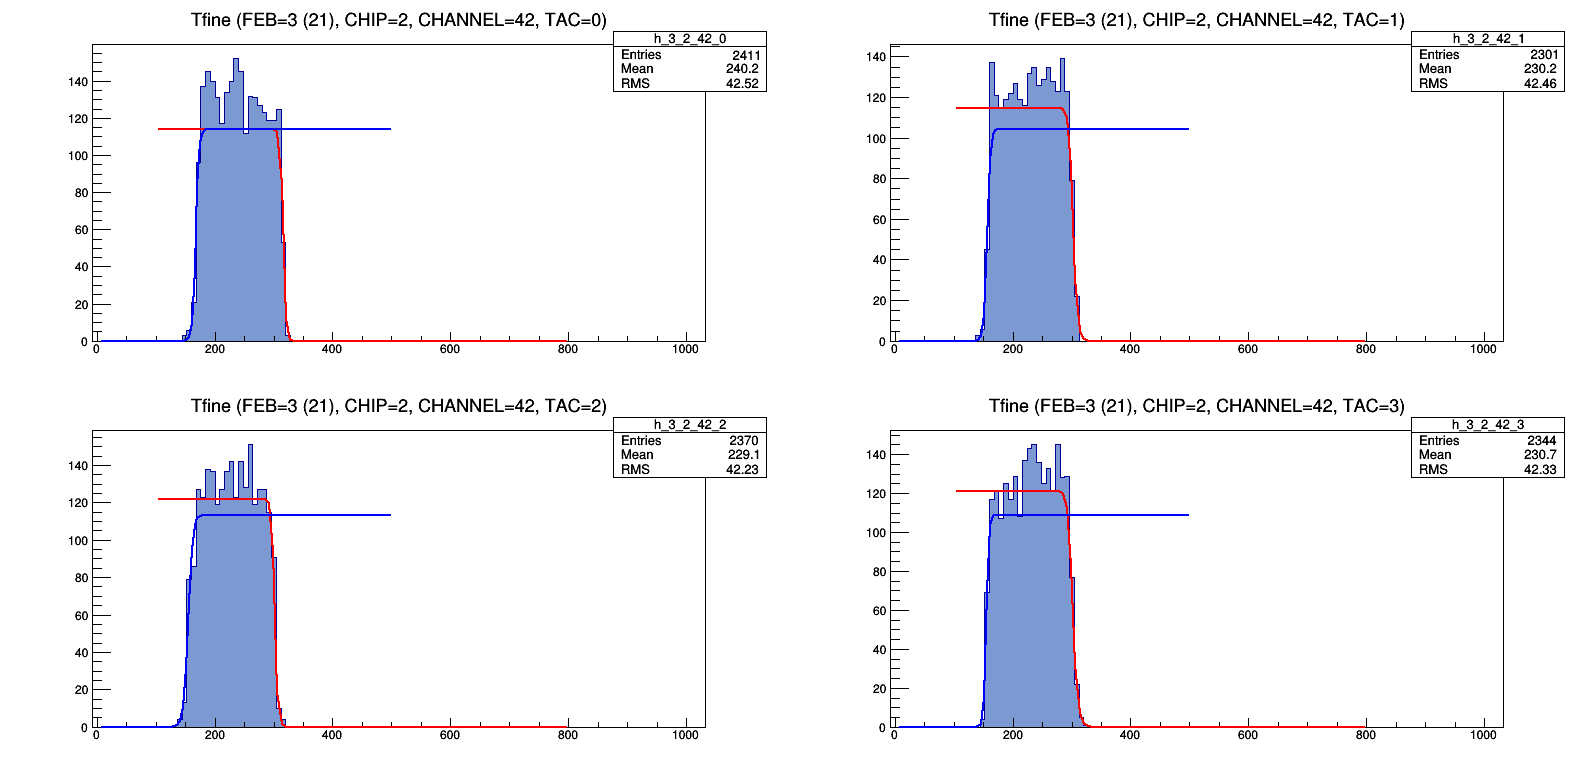 Tfine (FEB=3 (21), CHIP=2, CHANNEL=42, TAC=0)
h_3_2_42_0
Entries 2411
Mean 240.2
RMS 42.52
140
120
100
80
60
40
20
0
0 200 400 600 800 1000
Tfine (FEB=3 (21), CHIP=2, CHANNEL=42, TAC=1)
h_3_2_42_1
Entries 2301
Mean 230.2
RMS 42.46
140
120
100
80
60
40
20
0
0 200 400 600 800 1000
Tfine (FEB=3 (21), CHIP=2, CHANNEL=42, TAC=2)
h_3_2_42_2
Entries 2370
Mean 229.1
RMS 42.23
140
120
100
80
60
40
20
0
0 200 400 600 800 1000
Tfine (FEB=3 (21), CHIP=2, CHANNEL=42, TAC=3)
h_3_2_42_3
Entries 2344
Mean 230.7
RMS 42.33
140
120
100
80
60
40
20
0
0 200 400 600 800 1000